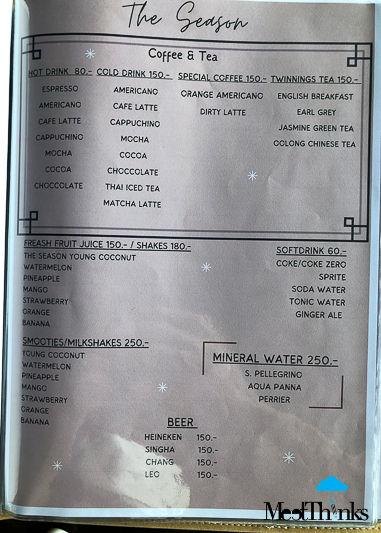 The Season
Coffee & Tea
HOT DRINK 80.-
ESPRESSO
AMERICANO
CAFE LATTE
CAPPUCHINO
MOCHA
COCOA
CHOCCOLATE
COLD DRINK 150.-
AMERICANO
CAFE LATTE
CAPPUCHINO
MOCHA
COCOA
CHOCCOLATE
THAI ICED TEA
MATCHA LATTE
SPECIAL COFFEE 150.-
ORANGE AMERICANO
DIRTY LATTE
TWINNINGS TEA 150.-
ENGLISH BREAKFAST
EARL GREY
JASMINE GREEN TEA
OOLONG CHINESE TEA
FREASH FRUIT JUICE 150.- / SHAKES 180.-
THE SEASON YOUNG COCONUT
WATERMELON
PINEAPPLE
MANGO
STRAWBERRY
ORANGE
BANANA
SOFTDRINK 60.-
COKE/COKE ZERO
SPRITE
SODA WATER
TONIC WATER
GINGER ALE
SMOOTIES/MILKSHAKES 250.-
YOUNG COCONUT
WATERMELON
PINEAPPLE
MANGO
STRAWBERRY
ORANGE
BANANA
MINERAL WATER 250.-
S. PELLEGRINO
AQUA PANNA
PERRIER
BEER
HEINEKEN 150.-
SINGHA 150.-
CHANG 150.-
LEO 150.-
MeetThinks